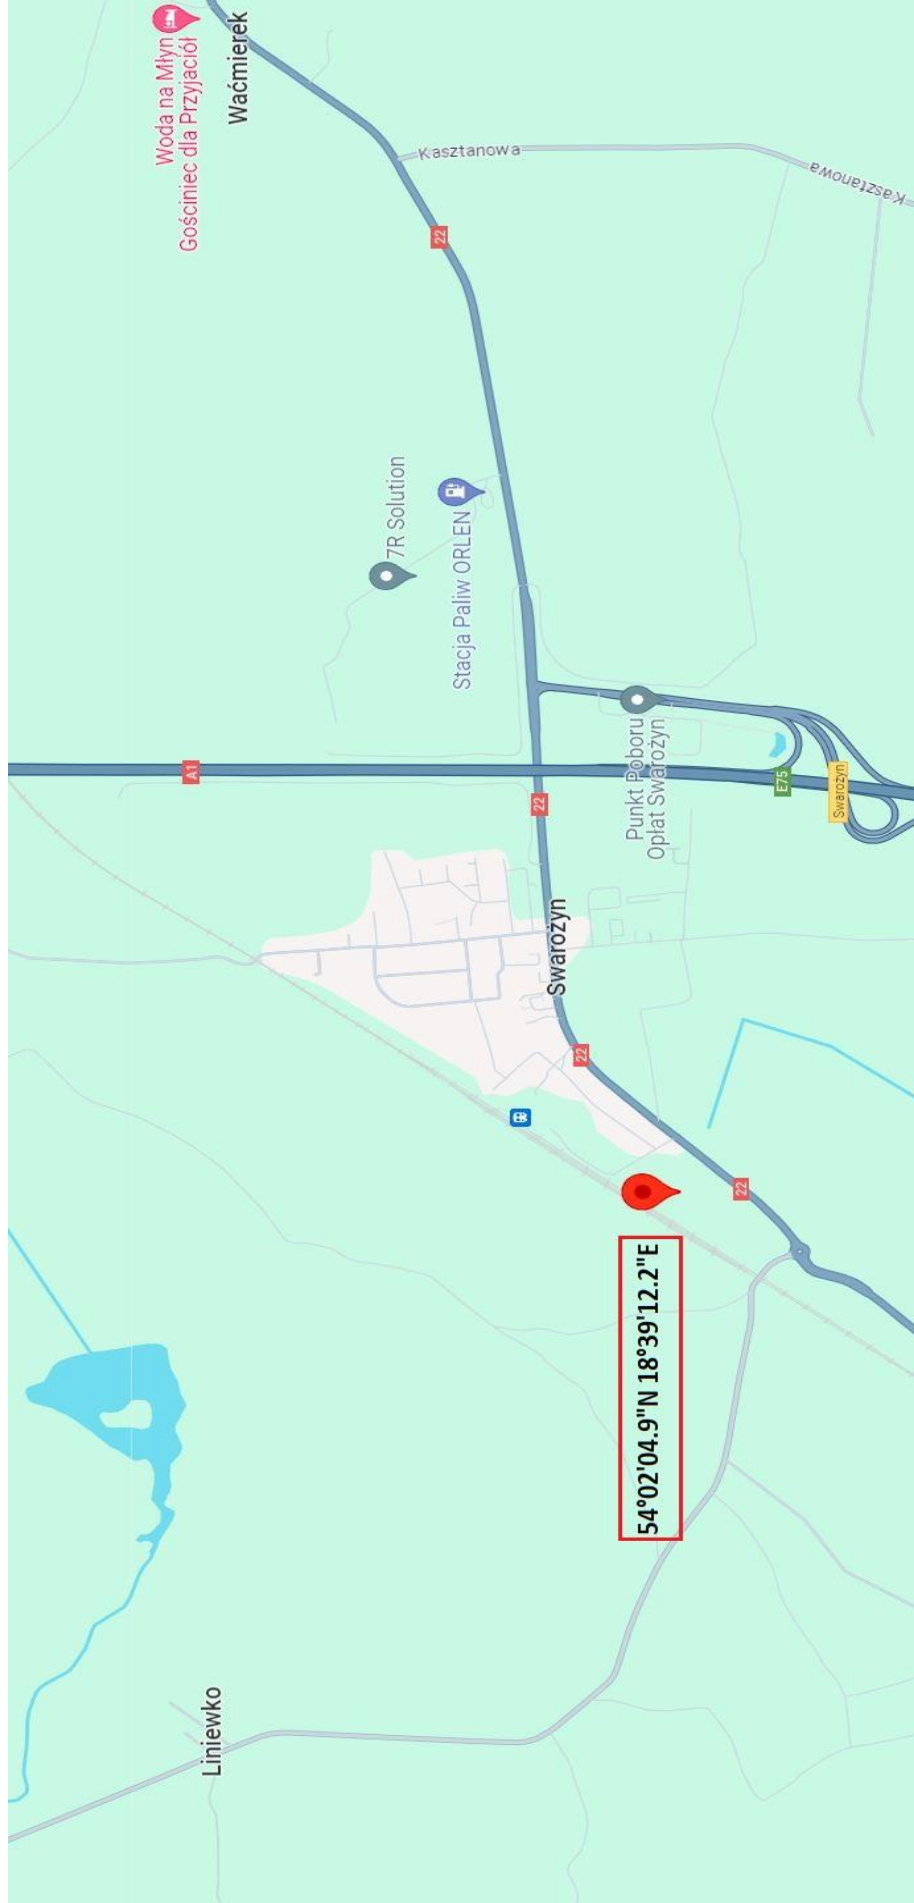 Woda na Młyn
Gościniec dla Przyjaciół
Waćmierek
Kasztanowa
Kasztanowa
22
7R Solution
Stacja Paliw ORLEN
A1
22
Punkt Poboru
Opłat Swarożyn
E75
Swarożyn
Swarożyn
22
22
54°02'04.9"N 18°39'12.2"E
Liniewko